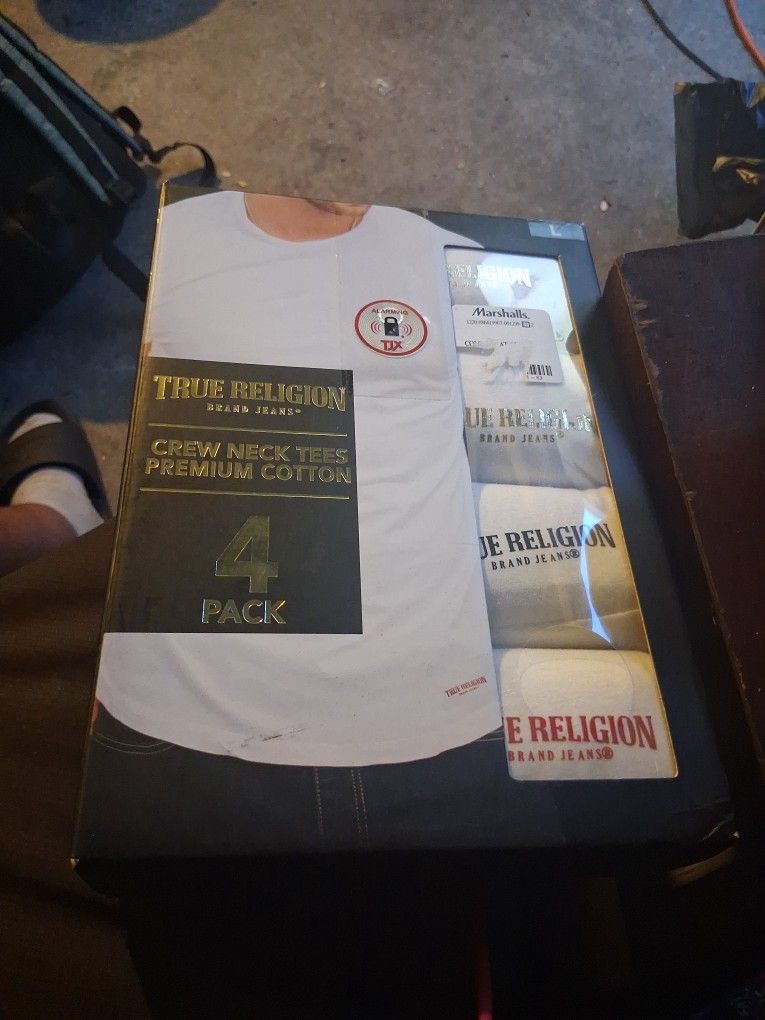 L
RELIGION
ALARMING
TJX
Marshalls.
TRUE RELIGION
BRAND JEANS®
CREW NECK TEES
PREMIUM COTTON
4
PACK
UE RELIGION
BRAND JEANS®
UE RELIGION
BRAND JEANS®
TRUE RELIGION
E RELIGION
BRAND JEANS®